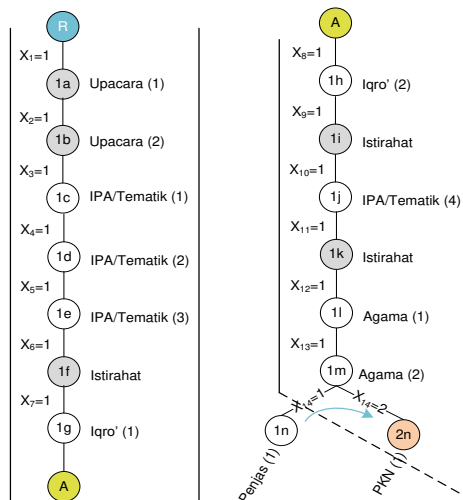 R
X1=1
1a Upacara (1)
X2=1
1b Upacara (2)
X3=1
1c IPA/Tematik (1)
X4=1
1d IPA/Tematik (2)
X5=1
1e IPA/Tematik (3)
X6=1
1f Istirahat
X7=1
1g Iqro' (1)
A
A
X8=1
1h Iqro' (2)
X9=1
1i Istirahat
X10=1
1j IPA/Tematik (4)
X11=1
1k Istirahat
X12=1
1l Agama (1)
X13=1
1m Agama (2)
X14=1 X14=2
1n 2n
Penjas (1) PKN (1)